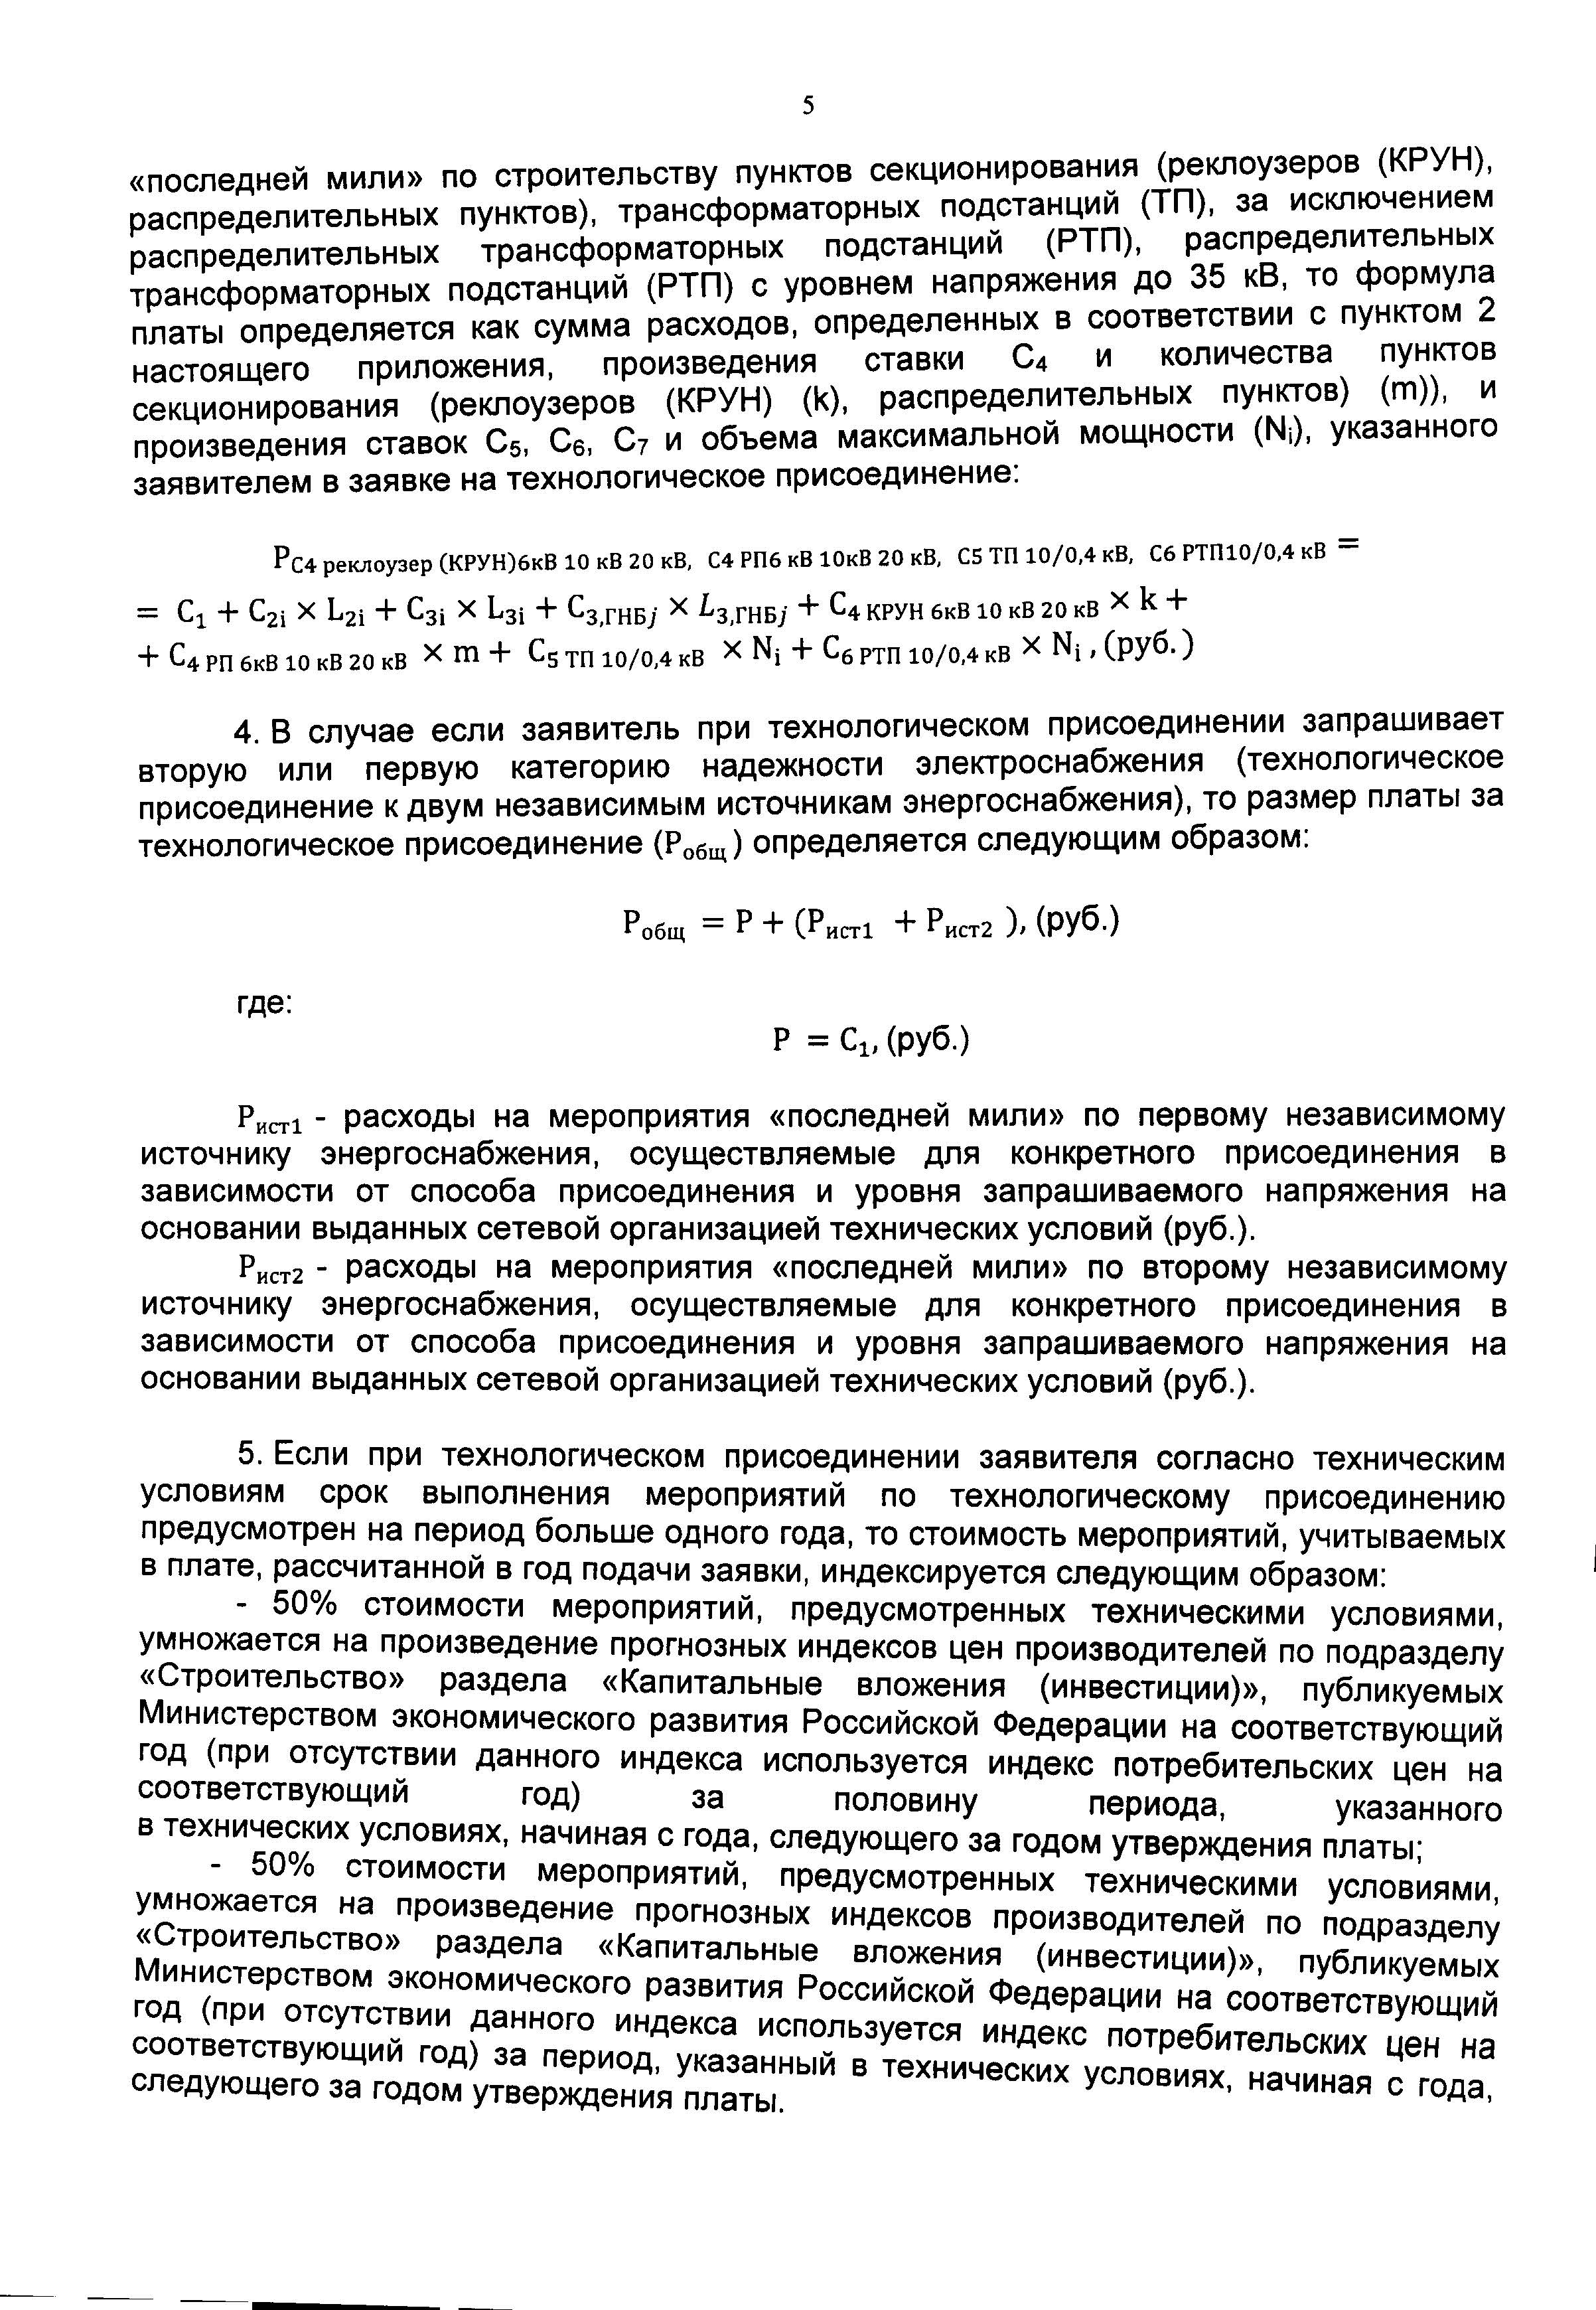 5
«последней мили» по строительству пунктов секционирования (реклоузеров (КРУН),
распределительных пунктов), трансформаторных подстанций (ТП), за исключением
распределительных трансформаторных подстанций (РТП), распределительных
трансформаторных подстанций (РТП) с уровнем напряжения до 35 кВ, то формула
платы определяется как сумма расходов, определенных в соответствии с пунктом 2
настоящего приложения, произведения ставки С4 и количества пунктов
секционирования (реклоузеров (КРУН) (k), распределительных пунктов) (m)), и
произведения ставок С5, С6, С7 и объема максимальной мощности (Ni), указанного
заявителем в заявке на технологическое присоединение:
PС4 реклоузер (КРУН)6кВ 10 кВ 20 кВ, С4 РП6 кВ 10кВ 20 кВ, С5 ТП 10/0,4 кВ, С6 РТП10/0,4 кВ =
= C1 + C2i × L2i + C3i × L3i + C3,ГНБj × L3,ГНБj + C4 КРУН 6кВ 10 кВ 20 кВ × k +
+ C4 РП 6кВ 10 кВ 20 кВ × m + C5 ТП 10/0,4 кВ × Ni + C6 РТП 10/0,4 кВ × Ni , (руб.)
4. В случае если заявитель при технологическом присоединении запрашивает
вторую или первую категорию надежности электроснабжения (технологическое
присоединение к двум независимым источникам энергоснабжения), то размер платы за
технологическое присоединение (Pобщ) определяется следующим образом:
Pобщ = P + (Pист1 + Pист2 ), (руб.)
где:
P = C1, (руб.)
Pист1 - расходы на мероприятия «последней мили» по первому независимому
источнику энергоснабжения, осуществляемые для конкретного присоединения в
зависимости от способа присоединения и уровня запрашиваемого напряжения на
основании выданных сетевой организацией технических условий (руб.).
Pист2 - расходы на мероприятия «последней мили» по второму независимому
источнику энергоснабжения, осуществляемые для конкретного присоединения в
зависимости от способа присоединения и уровня запрашиваемого напряжения на
основании выданных сетевой организацией технических условий (руб.).
5. Если при технологическом присоединении заявителя согласно техническим
условиям срок выполнения мероприятий по технологическому присоединению
предусмотрен на период больше одного года, то стоимость мероприятий, учитываемых
в плате, рассчитанной в год подачи заявки, индексируется следующим образом:
- 50% стоимости мероприятий, предусмотренных техническими условиями,
умножается на произведение прогнозных индексов цен производителей по подразделу
«Строительство» раздела «Капитальные вложения (инвестиции)», публикуемых
Министерством экономического развития Российской Федерации на соответствующий
год (при отсутствии данного индекса используется индекс потребительских цен на
соответствующий год) за половину периода, указанного
в технических условиях, начиная с года, следующего за годом утверждения платы;
- 50% стоимости мероприятий, предусмотренных техническими условиями,
умножается на произведение прогнозных индексов производителей по подразделу
«Строительство» раздела «Капитальные вложения (инвестиции)», публикуемых
Министерством экономического развития Российской Федерации на соответствующий
год (при отсутствии данного индекса используется индекс потребительских цен на
соответствующий год) за период, указанный в технических условиях, начиная с года,
следующего за годом утверждения платы.